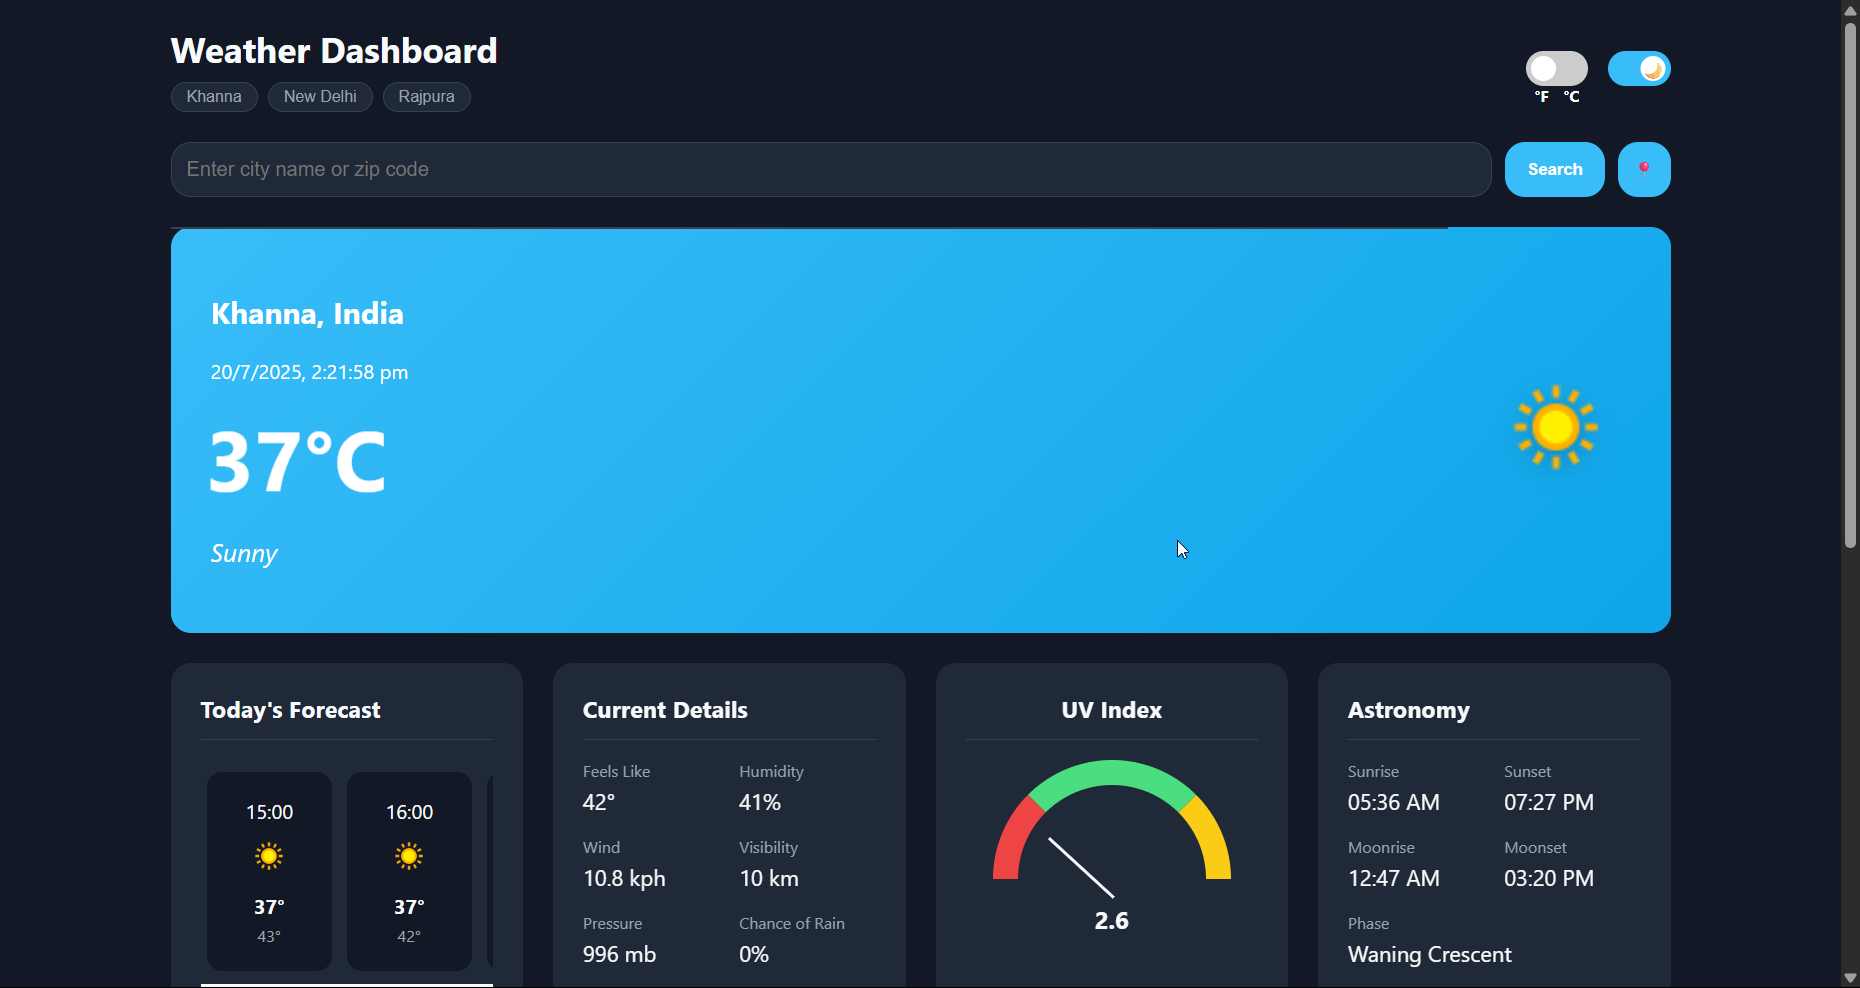 Weather Dashboard
Khanna New Delhi Rajpura
°F °C
Enter city name or zip code
Search
Khanna, India
20/7/2025, 2:21:58 pm
37°C
Sunny
Today's Forecast
15:00 16:00
37° 37°
43° 42°
Current Details
Feels Like Humidity
42° 41%
Wind Visibility
10.8 kph 10 km
Pressure Chance of Rain
996 mb 0%
UV Index
2.6
Astronomy
Sunrise Sunset
05:36 AM 07:27 PM
Moonrise Moonset
12:47 AM 03:20 PM
Phase
Waning Crescent